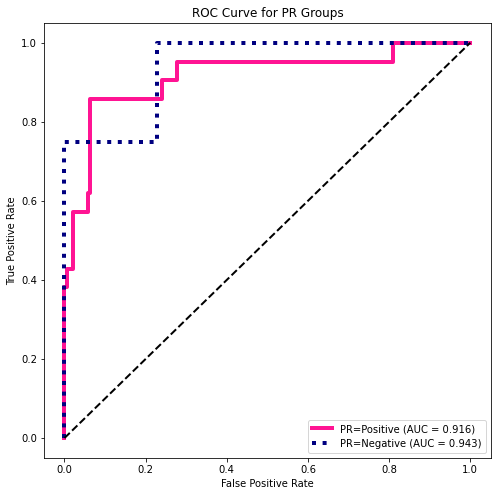 ROC Curve for PR Groups
True Positive Rate
1.0
0.8
0.6
0.4
0.2
0.0
PR=Positive (AUC = 0.916)
PR=Negative (AUC = 0.943)
0.0 0.2 0.4 0.6 0.8 1.0
False Positive Rate